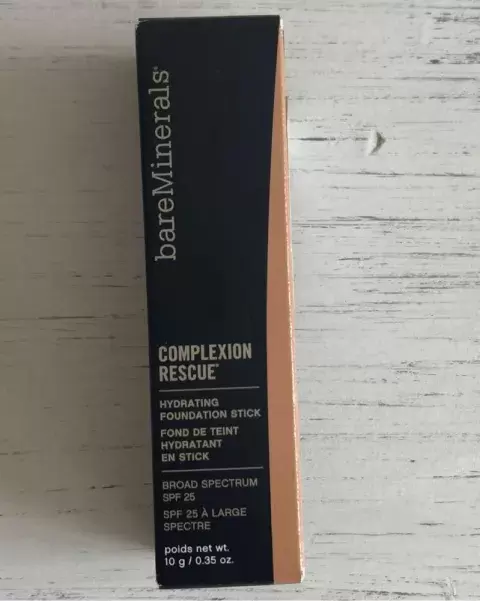 bareMinerals®
COMPLEXION
RESCUE™
HYDRATING
FOUNDATION STICK
FOND DE TEINT
HYDRATANT
EN STICK
BROAD SPECTRUM
SPF 25
SPF 25 À LARGE
SPECTRE
poids net wt.
10 g / 0.35 oz.